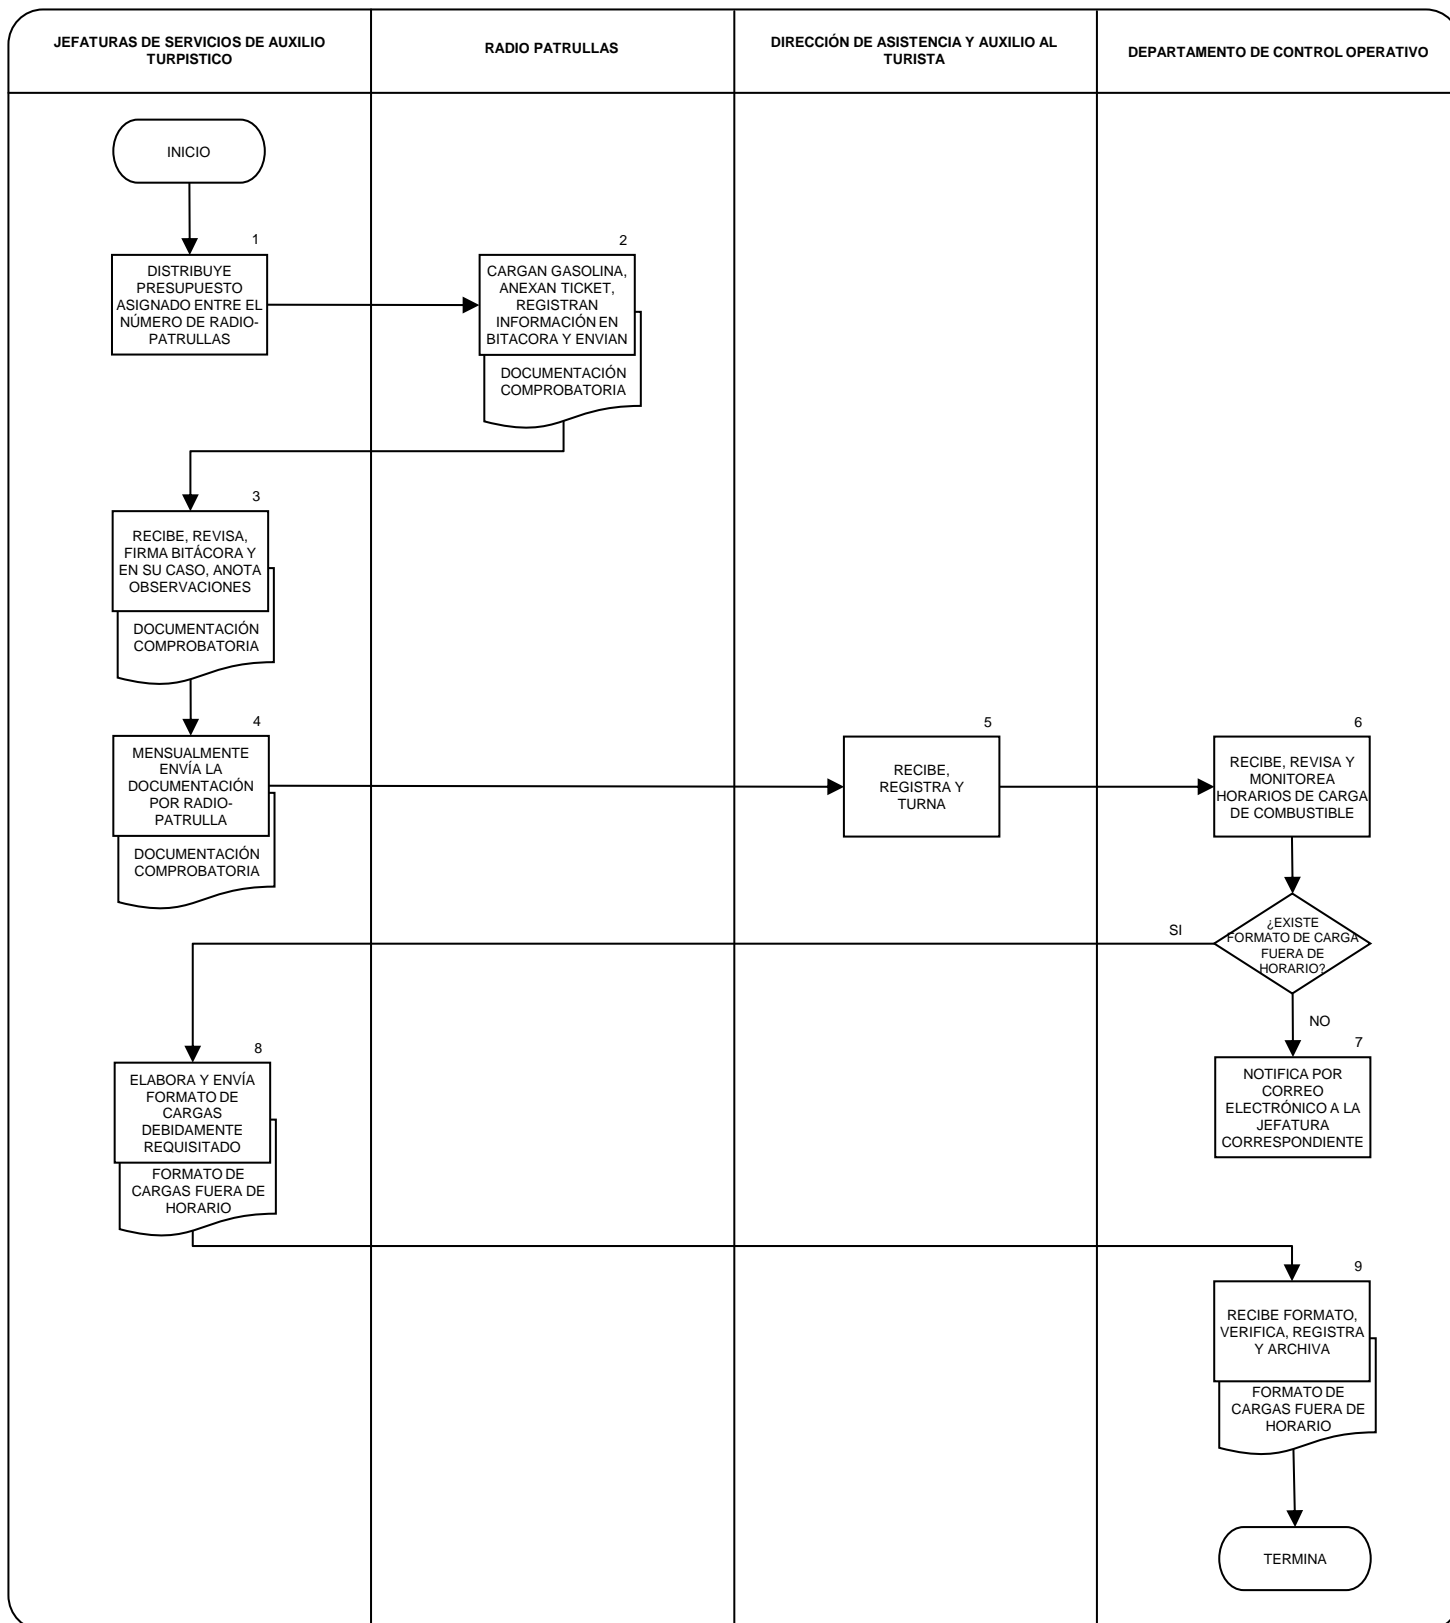 JEFATURAS DE SERVICIOS DE AUXILIO
TURPISTICO
RADIO PATRULLAS
DIRECCIÓN DE ASISTENCIA Y AUXILIO AL
TURISTA
DEPARTAMENTO DE CONTROL OPERATIVO
INICIO
1
DISTRIBUYE
PRESUPUESTO
ASIGNADO ENTRE EL
NÚMERO DE RADIO-
PATRULLAS
2
CARGAN GASOLINA,
ANEXAN TICKET,
REGISTRAN
INFORMACIÓN EN
BITACORA Y ENVIAN
DOCUMENTACIÓN
COMPROBATORIA
3
RECIBE, REVISA,
FIRMA BITÁCORA Y
EN SU CASO, ANOTA
OBSERVACIONES
DOCUMENTACIÓN
COMPROBATORIA
4
MENSUALMENTE
ENVÍA LA
DOCUMENTACIÓN
POR RADIO-
PATRULLA
DOCUMENTACIÓN
COMPROBATORIA
5
RECIBE,
REGISTRA Y
TURNA
6
RECIBE, REVISA Y
MONITOREA
HORARIOS DE CARGA
DE COMBUSTIBLE
¿EXISTE
FORMATO DE CARGA
FUERA DE
HORARIO?
SI
NO
7
NOTIFICA POR
CORREO
ELECTRÓNICO A LA
JEFATURA
CORRESPONDIENTE
8
ELABORA Y ENVÍA
FORMATO DE
CARGAS
DEBIDAMENTE
REQUISITADO
FORMATO DE
CARGAS FUERA DE
HORARIO
9
RECIBE FORMATO,
VERIFICA, REGISTRA
Y ARCHIVA
FORMATO DE
CARGAS FUERA DE
HORARIO
TERMINA